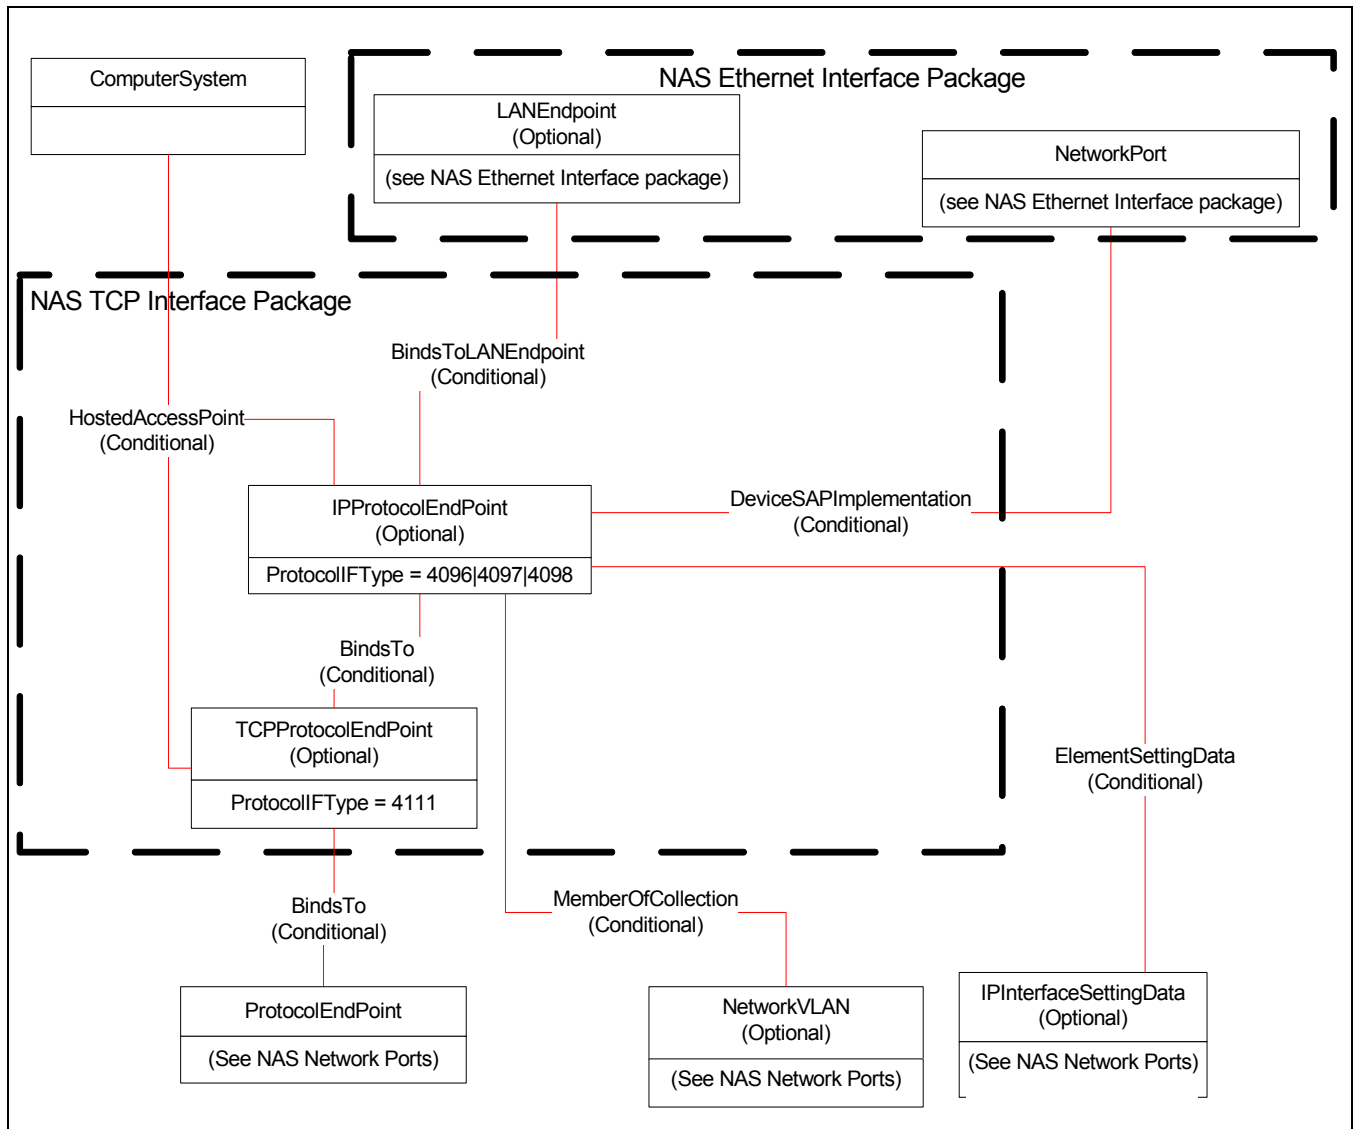 ComputerSystem
NAS Ethernet Interface Package
LANEndpoint
(Optional)
(see NAS Ethernet Interface package)
NetworkPort
(see NAS Ethernet Interface package)
NAS TCP Interface Package
BindsToLANEndpoint
(Conditional)
HostedAccessPoint
(Conditional)
IPProtocolEndPoint
(Optional)
ProtocolIFType = 4096|4097|4098
DeviceSAPImplementation
(Conditional)
BindsTo
(Conditional)
TCPProtocolEndPoint
(Optional)
ProtocolIFType = 4111
ElementSettingData
(Conditional)
BindsTo
(Conditional)
MemberOfCollection
(Conditional)
ProtocolEndPoint
(See NAS Network Ports)
NetworkVLAN
(Optional)
(See NAS Network Ports)
IPInterfaceSettingData
(Optional)
(See NAS Network Ports)